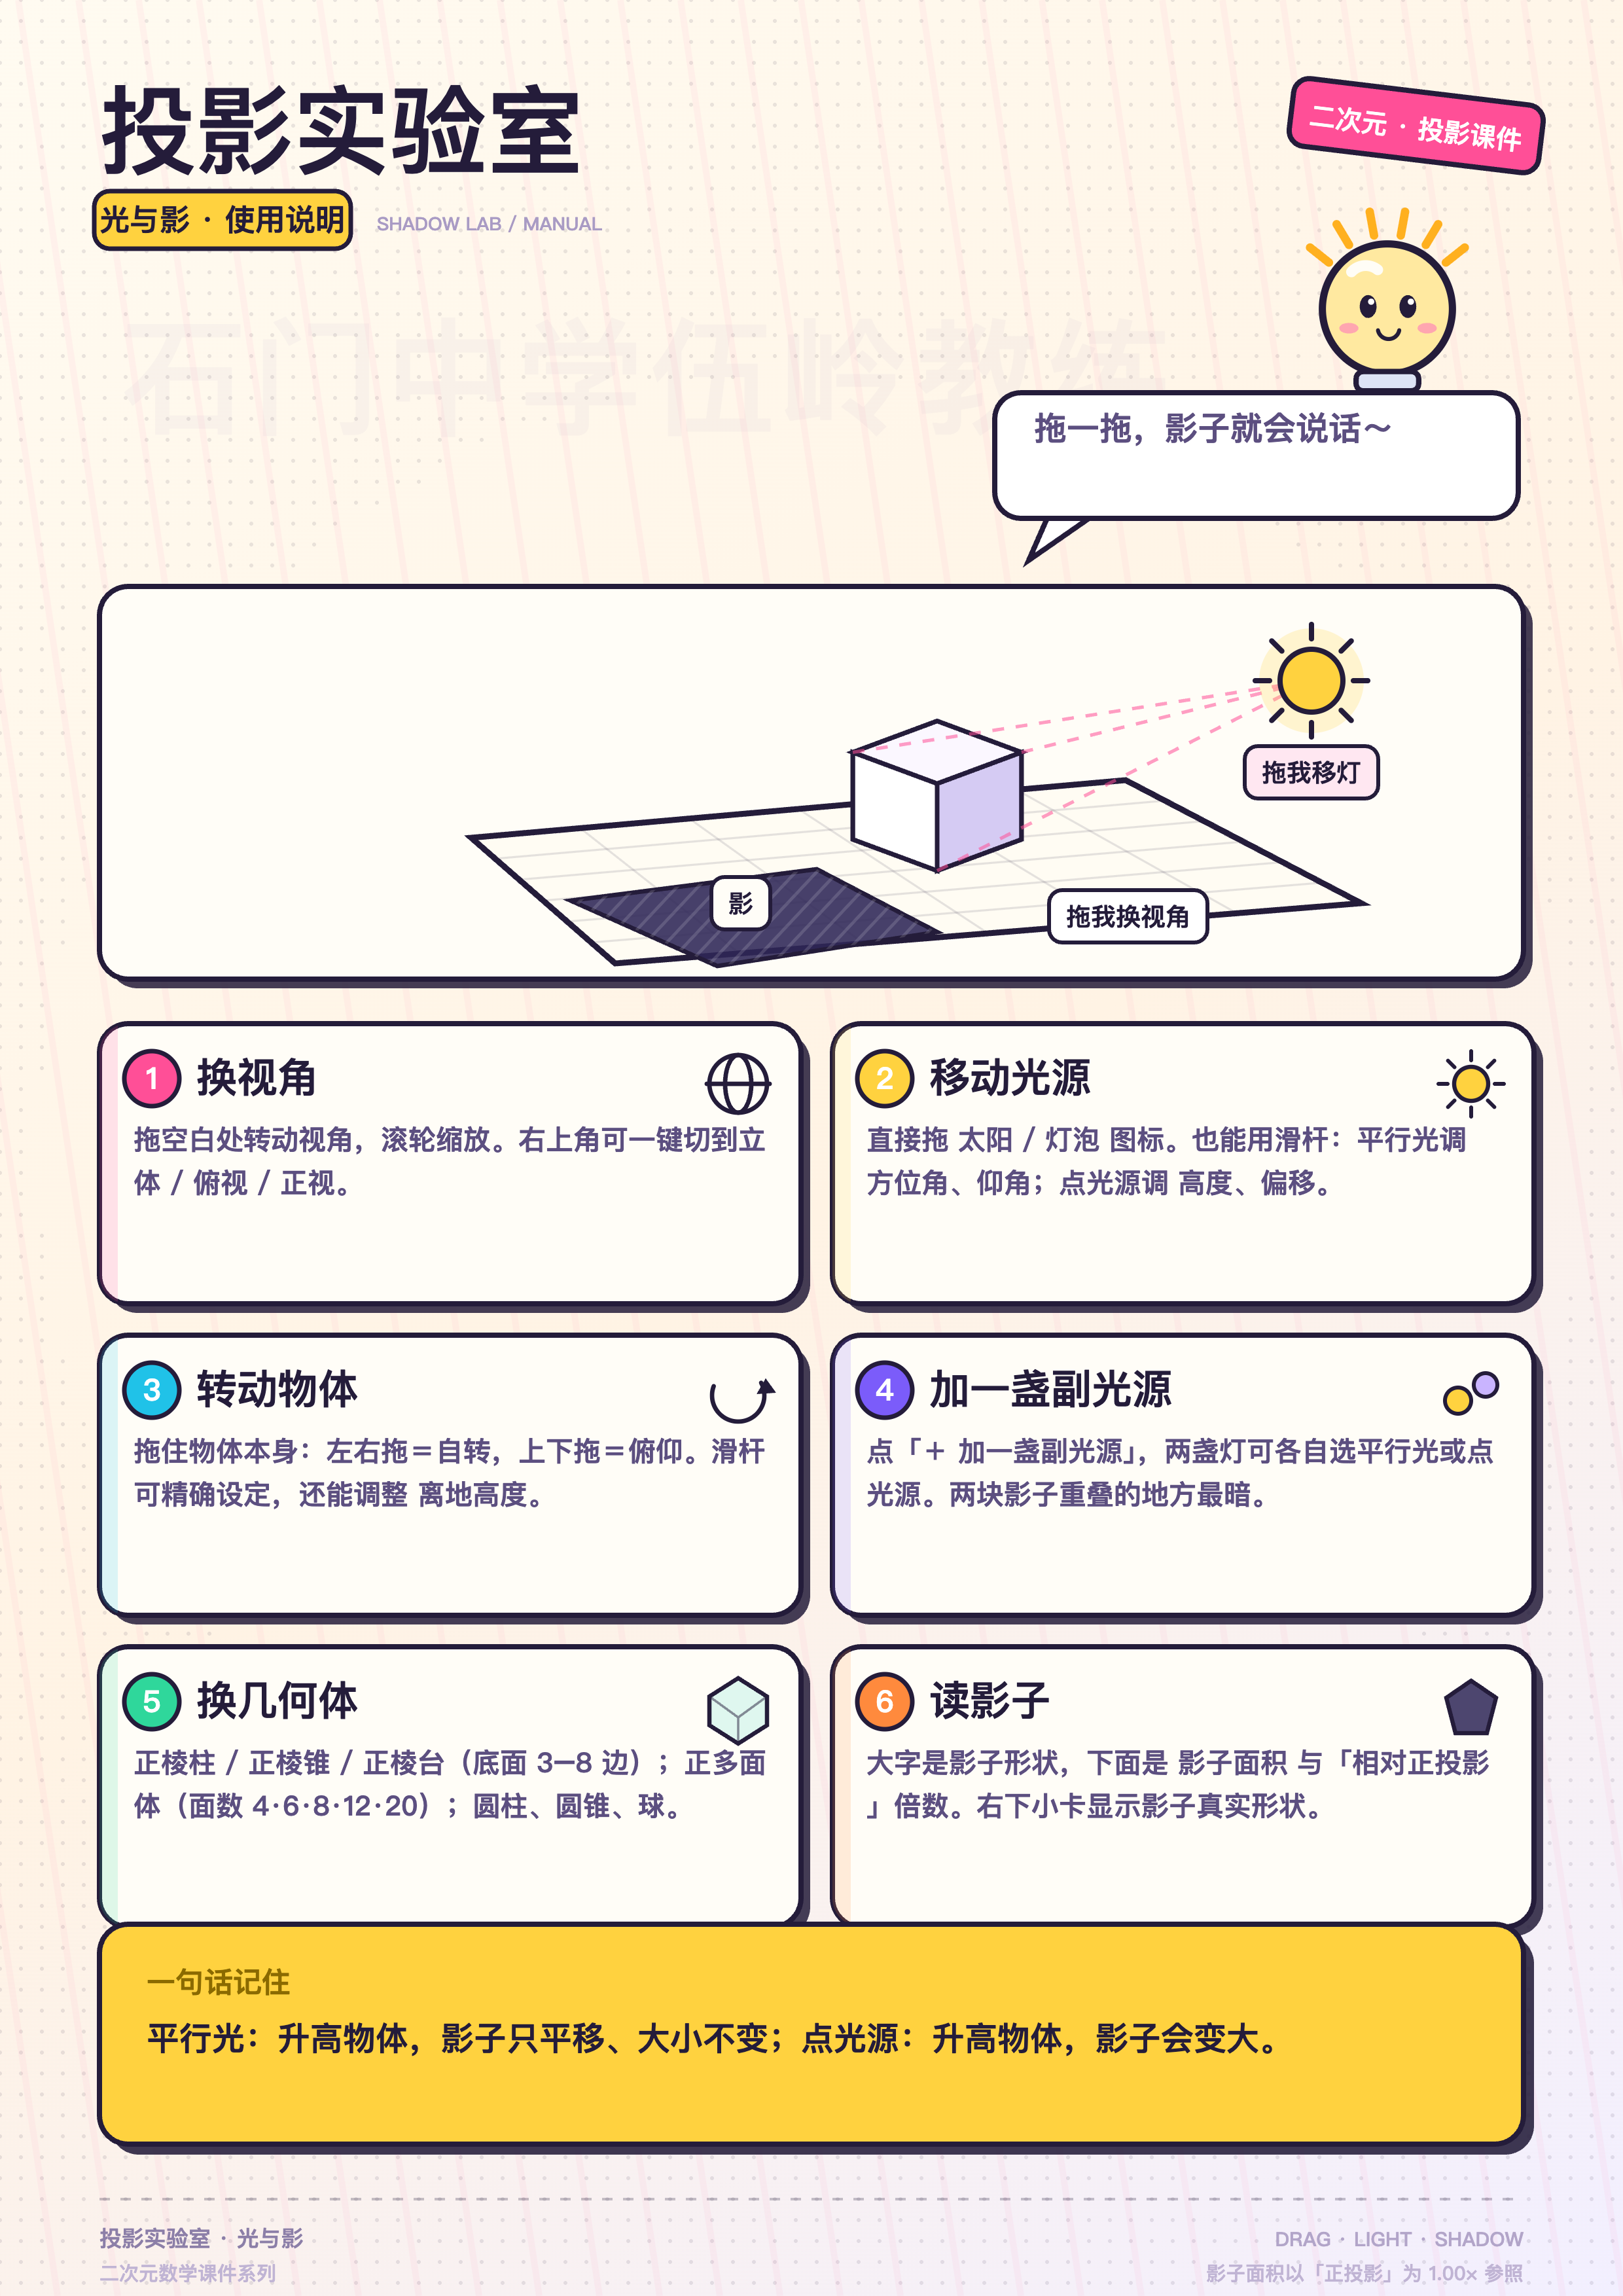 投影实验室
二次元 · 投影课件
光与影 · 使用说明
SHADOW LAB / MANUAL
石门中学伍岭教练
拖一拖，影子就会说话～
拖我移灯
影
拖我换视角
1 换视角
拖空白处转动视角，滚轮缩放。右上角可一键切到立
体 / 俯视 / 正视。
2 移动光源
直接拖 太阳 / 灯泡 图标。也能用滑杆：平行光调
方位角、仰角；点光源调 高度、偏移。
3 转动物体
拖住物体本身：左右拖＝自转，上下拖＝俯仰。滑杆
可精确设定，还能调整 离地高度。
4 加一盏副光源
点「＋ 加一盏副光源」，两盏灯可各自选平行光或点
光源。两块影子重叠的地方最暗。
5 换几何体
正棱柱 / 正棱锥 / 正棱台（底面 3—8 边）；正多面
体（面数 4·6·8·12·20）；圆柱、圆锥、球。
6 读影子
大字是影子形状，下面是 影子面积 与「相对正投影
」倍数。右下小卡显示影子真实形状。
一句话记住
平行光：升高物体，影子只平移、大小不变；点光源：升高物体，影子会变大。
投影实验室 · 光与影
DRAG · LIGHT · SHADOW
二次元数学课件系列
影子面积以「正投影」为 1.00× 参照